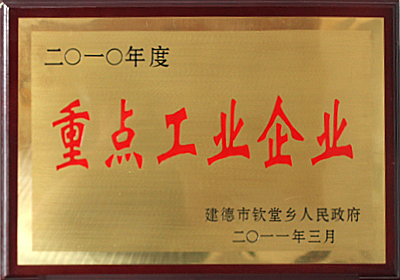 二〇一〇年度
重点工业企业
建德市钦堂乡人民政府
二〇一一年三月